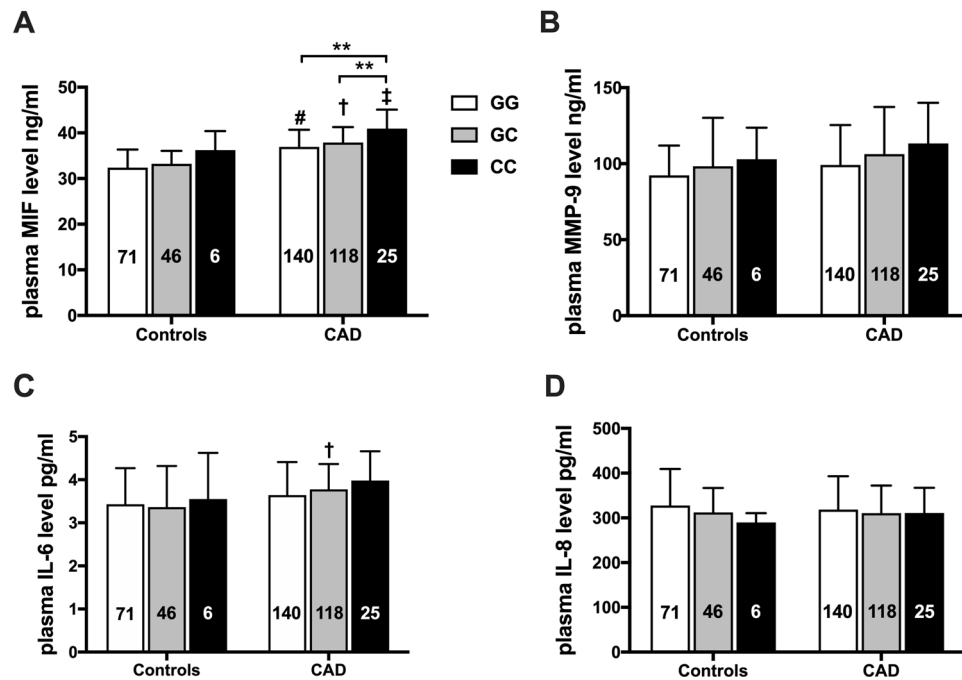 A
** 
**
# † ‡
50
40
30
20
10
0
plasma MIF level ng/ml
71 46 6 140 118 25
Controls CAD
GG
GC
CC
B
150
100
50
0
plasma MMP-9 level ng/ml
71 46 6 140 118 25
Controls CAD
C
†
5
4
3
2
1
0
plasma IL-6 level pg/ml
71 46 6 140 118 25
Controls CAD
D
500
400
300
200
100
0
plasma IL-8 level pg/ml
71 46 6 140 118 25
Controls CAD